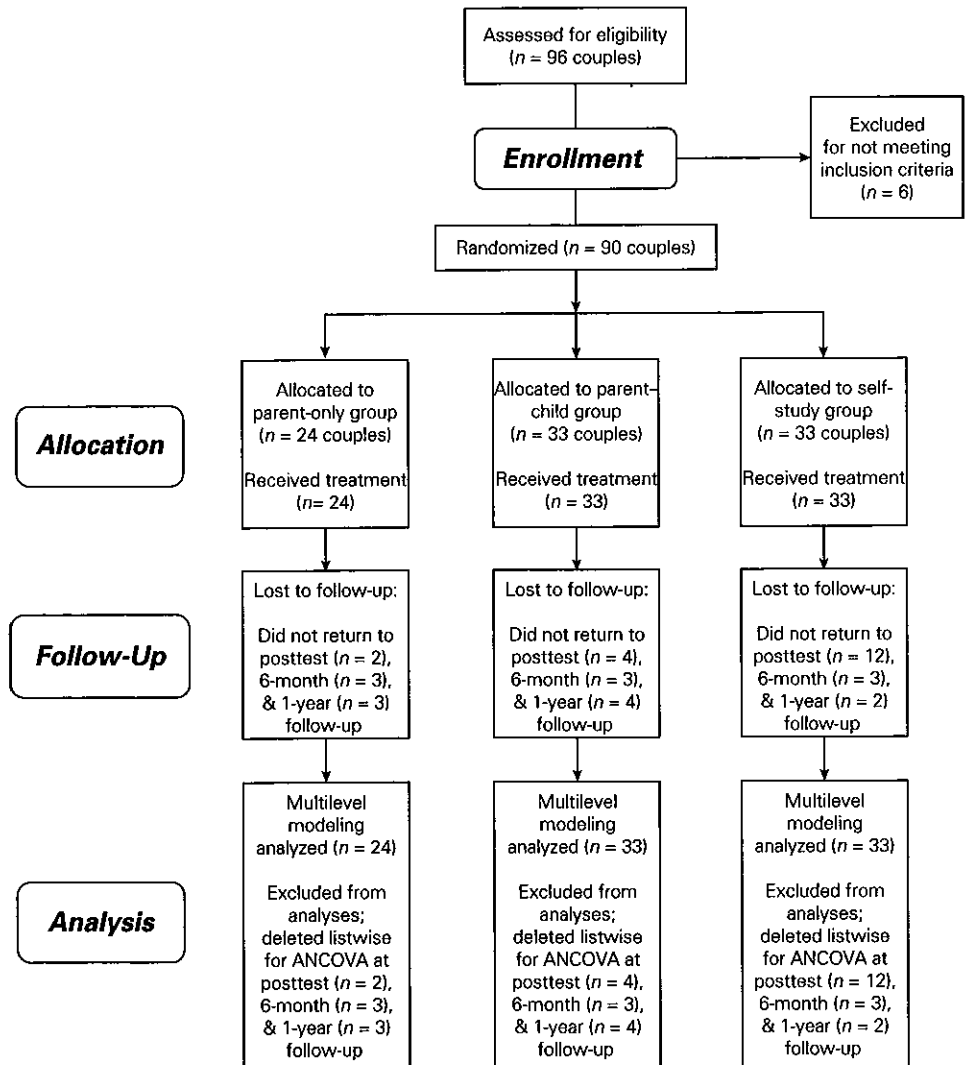 Assessed for eligibility
(n = 96 couples)
Enrollment
Excluded
for not meeting
inclusion criteria
(n = 6)
Randomized (n = 90 couples)
Allocation
Allocated to
parent-only group
(n = 24 couples)
Received treatment
(n= 24)
Allocated to parent–
child group
(n = 33 couples)
Received treatment
(n = 33)
Allocated to self-
study group
(n = 33 couples)
Received treatment
(n = 33)
Follow-Up
Lost to follow-up:
Did not return to
posttest (n = 2),
6-month (n = 3),
& 1-year (n = 3)
follow-up
Lost to follow-up:
Did not return to
posttest (n = 4),
6-month (n = 3),
& 1-year (n = 4)
follow-up
Lost to follow-up:
Did not return to
posttest (n = 12),
6-month (n = 3),
& 1-year (n = 2)
follow-up
Analysis
Multilevel
modeling
analyzed (n = 24)
Excluded from
analyses;
deleted listwise
for ANCOVA at
posttest (n = 2),
6-month (n = 3),
& 1-year (n = 3)
follow-up
Multilevel
modeling
analyzed (n = 33)
Excluded from
analyses;
deleted listwise
for ANCOVA at
posttest (n = 4),
6-month (n = 3),
& 1-year (n = 4)
follow-up
Multilevel
modeling
analyzed (n = 33)
Excluded from
analyses;
deleted listwise
for ANCOVA at
posttest (n = 12),
6-month (n = 3),
& 1-year (n = 2)
follow-up